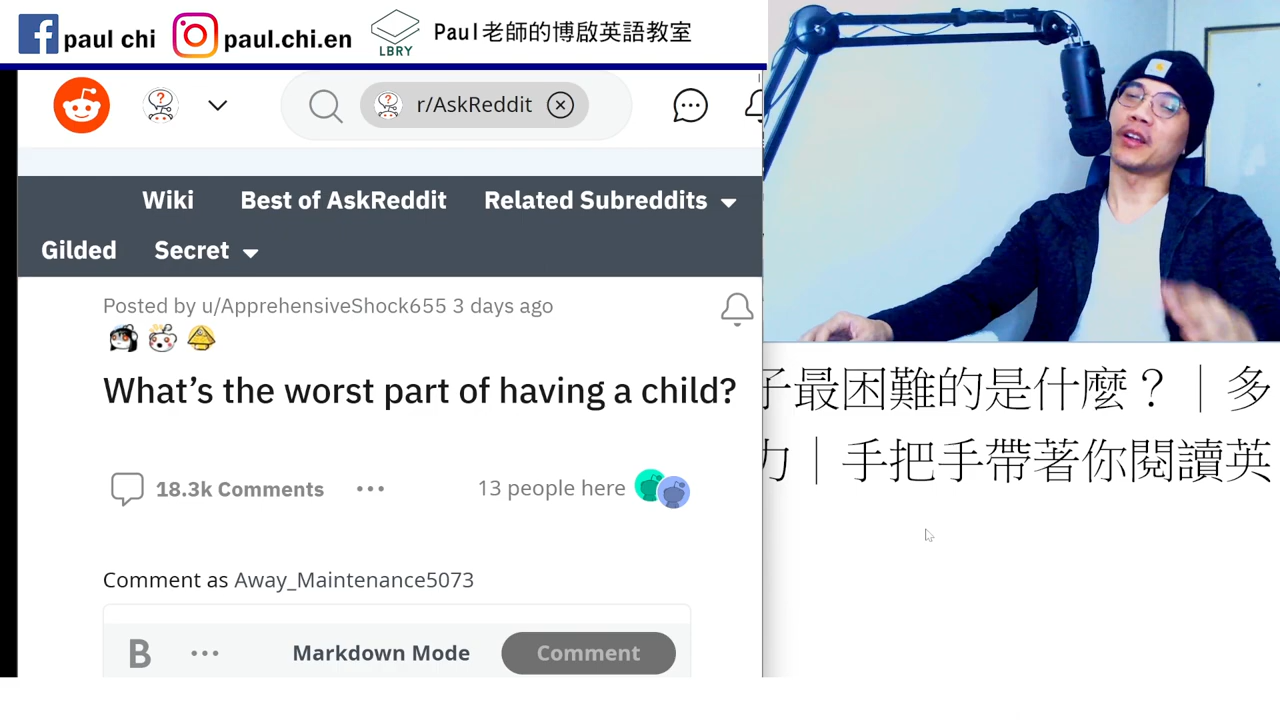 paul chi
paul.chi.en
LBRY
Paul老師的博啟英語教室
r/AskReddit
Wiki
Best of AskReddit
Related Subreddits
Gilded
Secret
Posted by u/ApprehensiveShock655 3 days ago
What’s the worst part of having a child?
18.3k Comments
13 people here
Comment as Away_Maintenance5073
B
Markdown Mode
Comment
子最困難的是什麼？｜多
力｜手把手帶著你閱讀英